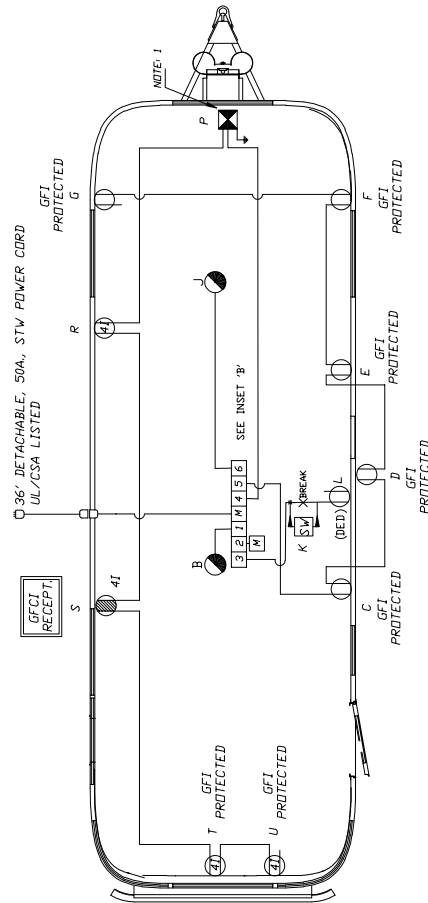 NOTE: 1
P
G
GFI
PROTECTED
F
GFI
PROTECTED
36' DETACHABLE, 50A., STW POWER CORD
UL/CSA LISTED
R
4I
J
SEE INSET 'B'
E
GFI
PROTECTED
3 2 1 M 4 5 6
M
B
K
SW
BREAK
L
(DED)
D
GFI
PROTECTED
GFCI
RECEPT.
S
4I
C
GFI
PROTECTED
T
GFI
PROTECTED
4I
U
GFI
PROTECTED
4I